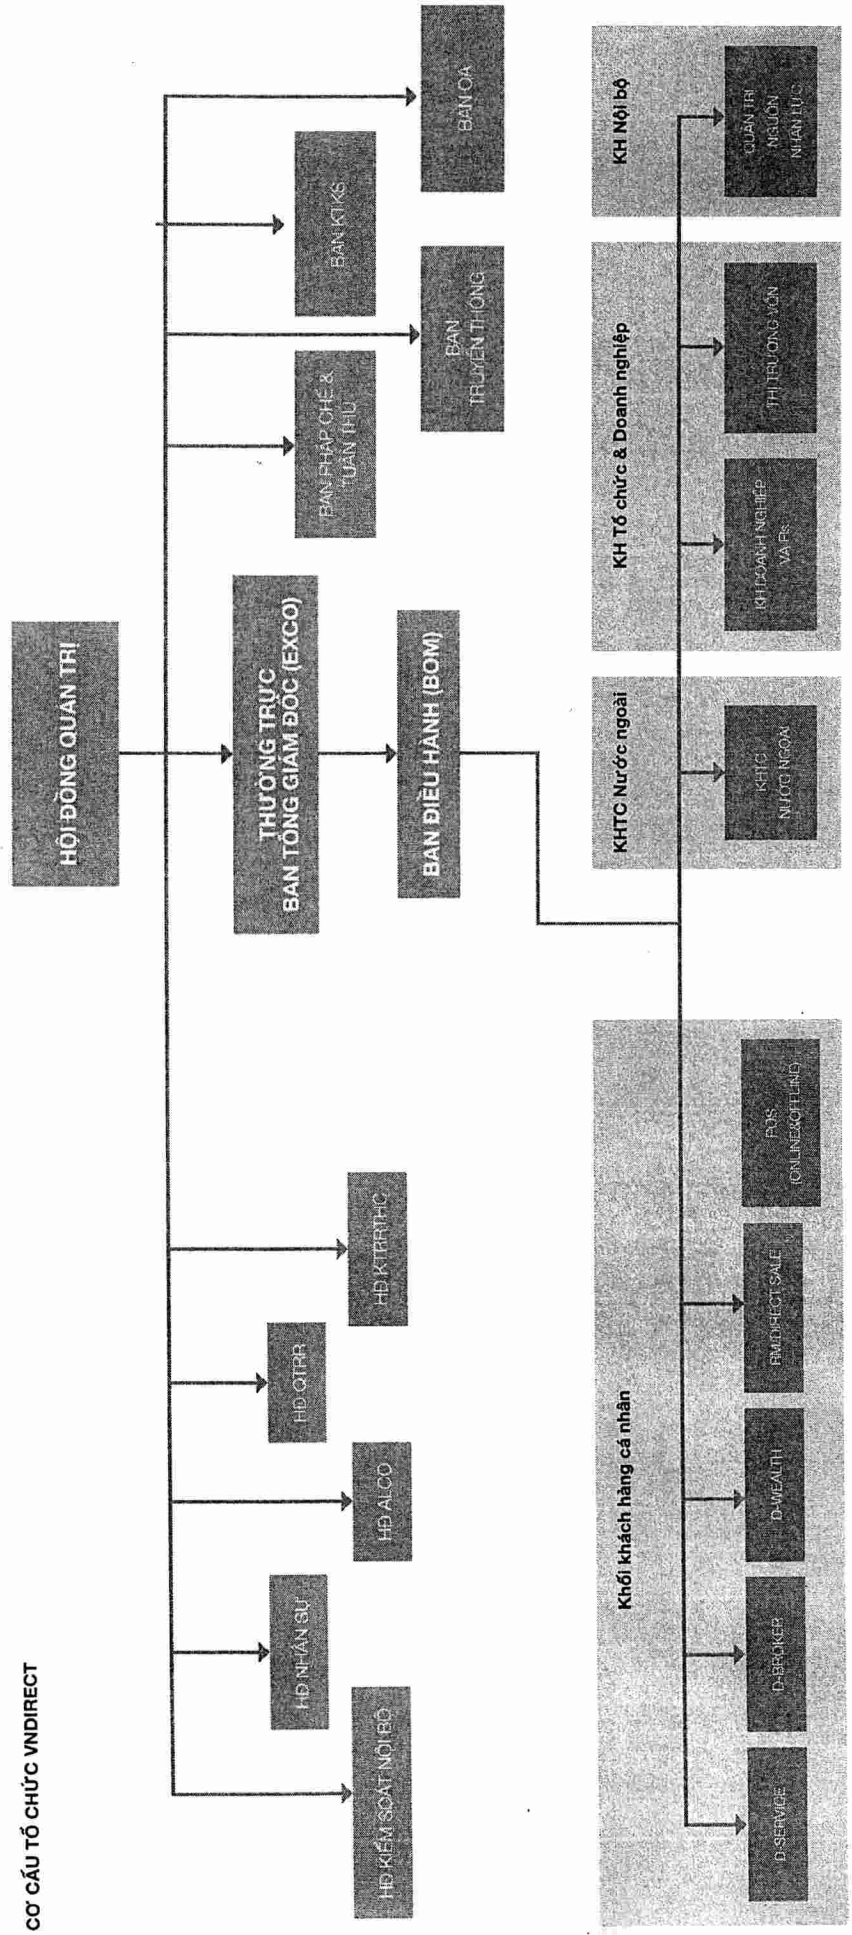 CƠ CẤU TỔ CHỨC VNDIRECT
HỘI ĐỒNG QUẢN TRỊ
THƯỜNG TRỰC
BAN TỔNG GIÁM ĐỐC (EXCO)
BAN ĐIỀU HÀNH (BOM)
HĐ KIỂM SOÁT NỘI BỘ
HĐ NHÂN SỰ
HĐ ALCO
HĐ QTRR
HĐ KTRRTHC
BAN PHÁP CHẾ &
TUÂN THỦ
BAN
TRUYỀN THÔNG
BAN KTKS
BAN QA
Khối khách hàng cá nhân
D-SERVICE
D-BROKER
D-WEALTH
RM/DIRECT SALE
POS
(ONLINE&OFFLINE)
KHTC Nước ngoài
KHTC
NƯỚC NGOÀI
KH Tổ chức & Doanh nghiệp
KH DOANH NGHIỆP
VÀ FIs
THỊ TRƯỜNG VỐN
KH Nội bộ
QUẢN TRỊ
NGUỒN
NHÂN LỰC